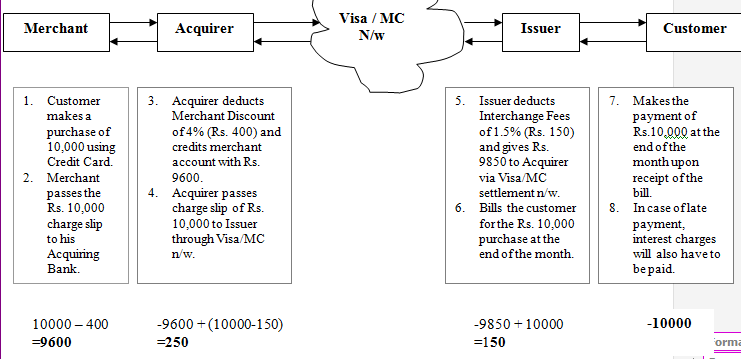 Merchant
Acquirer
Visa / MC
N/w
Issuer
Customer
1. Customer
makes a
purchase of
10,000 using
Credit Card.
2. Merchant
passes the
Rs. 10,000
charge slip
to his
Acquiring
Bank.
3. Acquirer deducts
Merchant Discount
of 4% (Rs. 400) and
credits merchant
account with Rs.
9600.
4. Acquirer passes
charge slip of Rs.
10,000 to Issuer
through Visa/MC
n/w.
5. Issuer deducts
Interchange Fees
of 1.5% (Rs. 150)
and gives Rs.
9850 to Acquirer
via Visa/MC
settlement n/w.
6. Bills the customer
for the Rs. 10,000
purchase at the
end of the month.
7. Makes the
payment of
Rs.10,000 at the
end of the
month upon
receipt of the
bill.
8. In case of late
payment,
interest charges
will also have to
be paid.
10000 – 400
=9600
-9600 + (10000-150)
=250
-9850 + 10000
=150
-10000